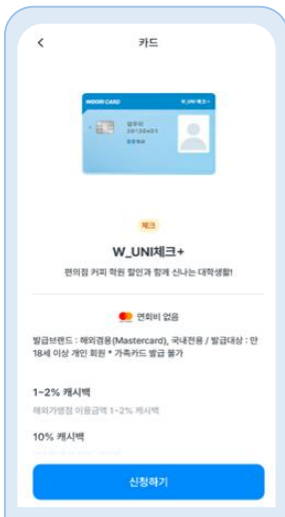 카드
WOORI CARD
W_UNI 체크+
체크
W_UNI체크+
편의점 커피 학원 할인과 함께 신나는 대학생활!
연회비 없음
발급브랜드 : 해외겸용(Mastercard), 국내전용 / 발급대상 : 만
18세 이상 개인 회원 * 가족카드 발급 불가
1~2% 캐시백
해외가맹점 이용금액 1~2% 캐시백
10% 캐시백
신청하기